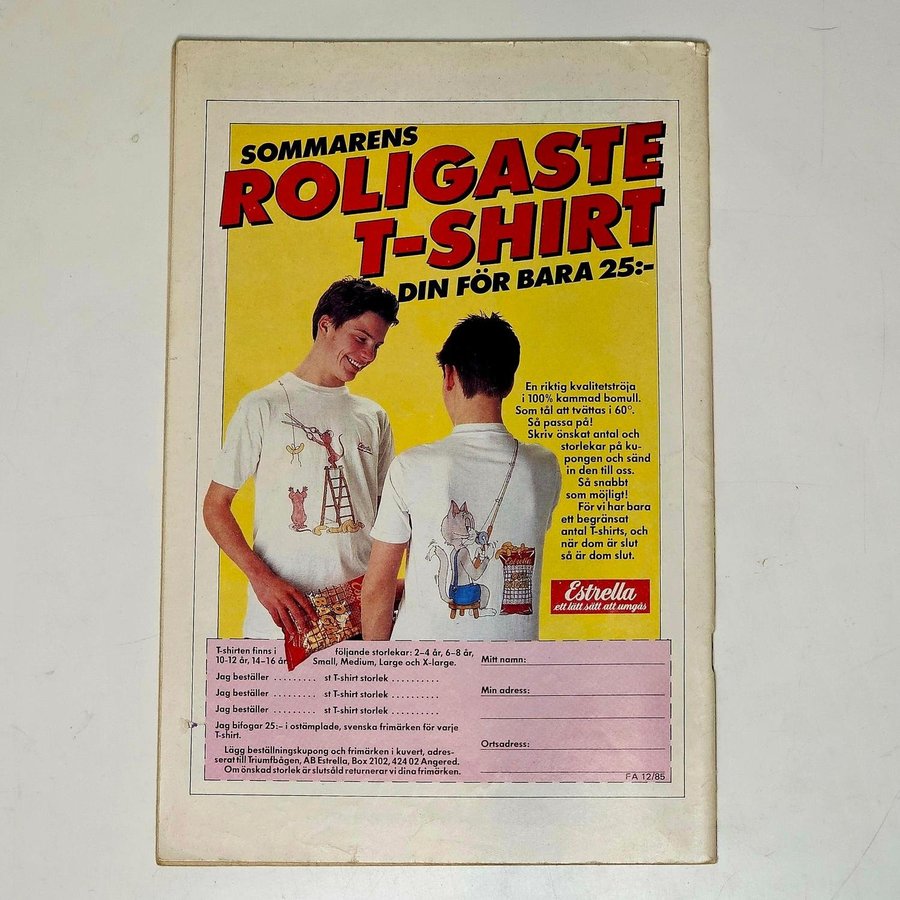 SOMMARENS
ROLIGASTE
T-SHIRT
DIN FÖR BARA 25:-
En riktig kvalitetströja
i 100% kammad bomull.
Som tål att tvättas i 60°.
Så passa på!
Skriv önskat antal och
storlekar på ku-
pongen och sänd
in den till oss.
Så snabbt
som möjligt!
För vi har bara
ett begränsat
antal T-shirts, och
när dom är slut
så är dom slut.
Estrella
ett lätt sätt att umgås
T-shirten finns i följande storlekar: 2–4 år, 6–8 år,
10-12 år, 14–16 år, Small, Medium, Large och X-large.
Jag beställer ......... st T-shirt storlek ..........
Jag beställer ......... st T-shirt storlek ..........
Jag beställer ......... st T-shirt storlek ..........
Jag bifogar 25:– i ostämplade, svenska frimärken för varje
T-shirt.
Lägg beställningskupong och frimärken i kuvert, adres-
serat till Triumfbågen, AB Estrella, Box 2102, 424 02 Angered.
Om önskad storlek är slutsåld returnerar vi dina frimärken.
Mitt namn:
Min adress:
Ortsadress:
FA 12/85